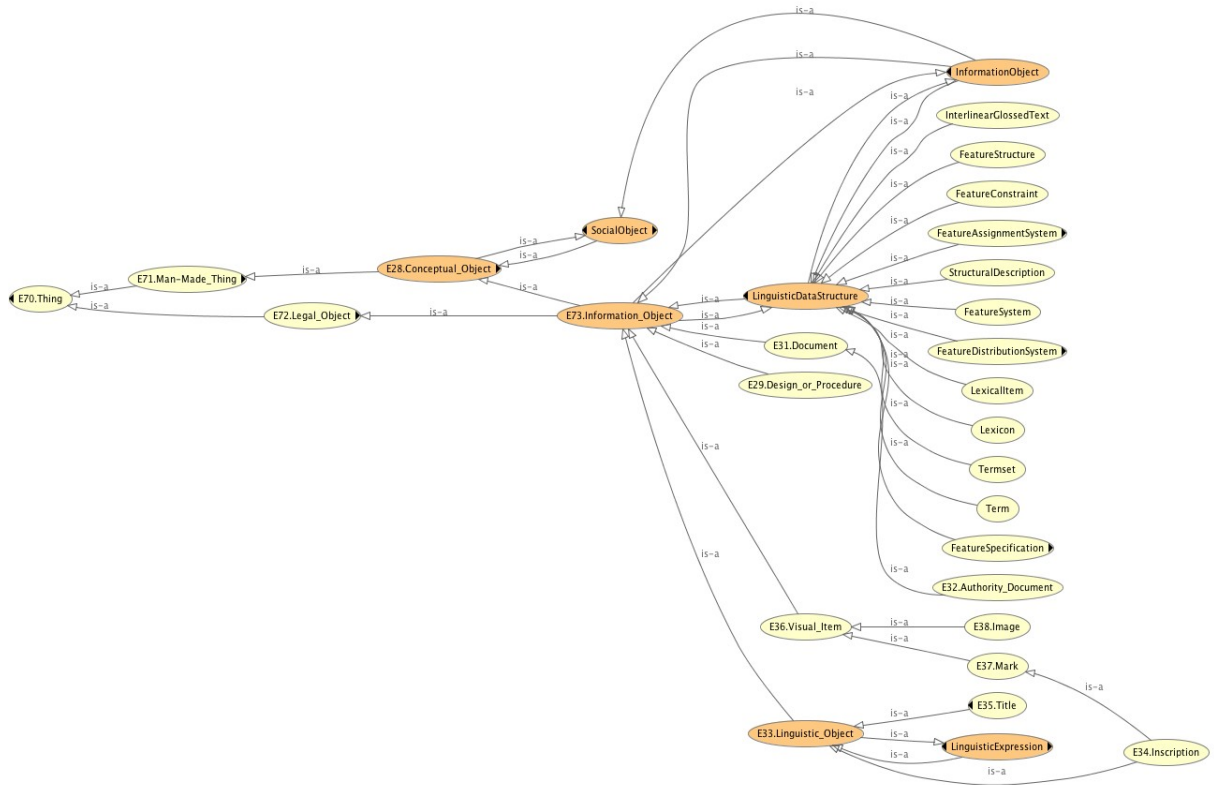 is-a
InformationObject
is-a
is-a
is-a
InterlinearGlossedText
is-a
is-a
FeatureStructure
is-a
FeatureConstraint
SocialObject
is-a
FeatureAssignmentSystem
is-a
is-a
is-a
E28.Conceptual_Object
E71.Man-Made_Thing
is-a
is-a
StructuralDescription
is-a
E70.Thing
is-a
is-a
LinguisticDataStructure
is-a
is-a
FeatureSystem
is-a
E72.Legal_Object
is-a
E73.Information_Object
is-a
is-a
is-a
E31.Document
is-a
FeatureDistributionSystem
is-a
is-a
E29.Design_or_Procedure
LexicalItem
is-a
Lexicon
is-a
is-a
Termset
Term
FeatureSpecification
is-a
is-a
E32.Authority_Document
E36.Visual_Item
is-a
E38.Image
is-a
E37.Mark
is-a
E35.Title
is-a
E33.Linguistic_Object
is-a
LinguisticExpression
is-a
E34.Inscription
is-a